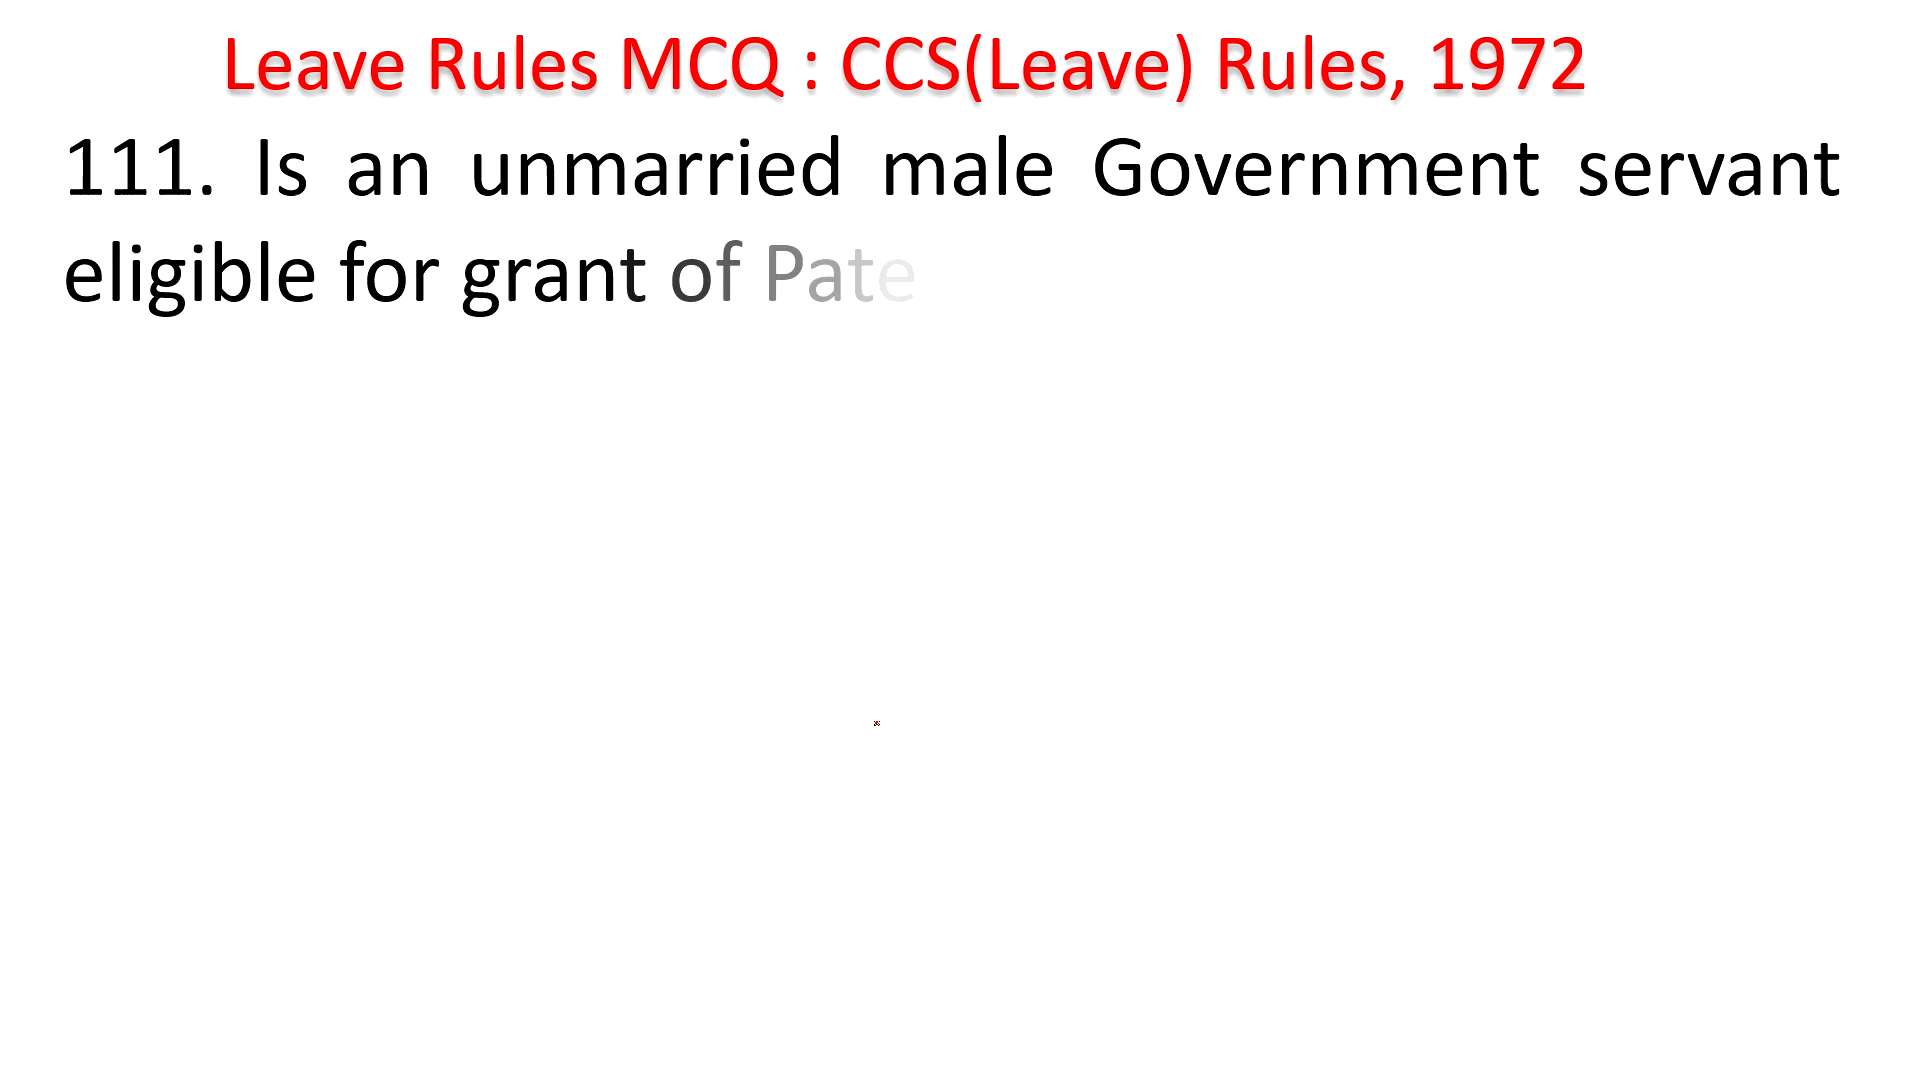 Leave Rules MCQ : CCS(Leave) Rules, 1972
111. Is an unmarried male Government servant
eligible for grant of Pate